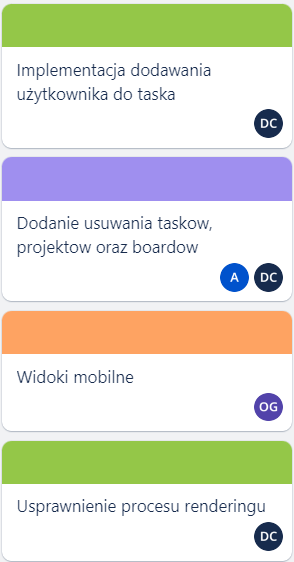 Implementacja dodawania
użytkownika do taska
DC
Dodanie usuwania taskow,
projektow oraz boardow
A DC
Widoki mobilne
OG
Usprawnienie procesu renderingu
DC